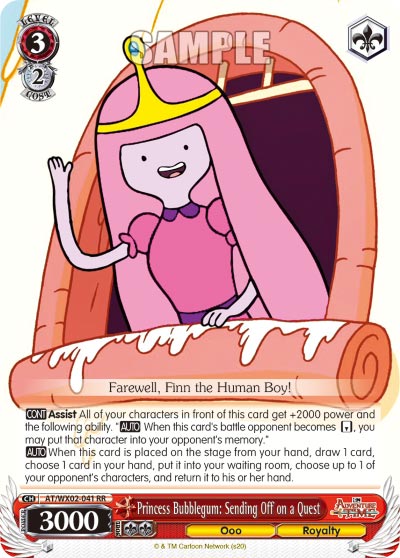 LEVEL
3
2
COST
SAMPLE
Farewell, Finn the Human Boy!
CONT Assist All of your characters in front of this card get +2000 power and
the following ability. "AUTO When this card's battle opponent becomes [▼], you
may put that character into your opponent's memory."
AUTO When this card is placed on the stage from your hand, draw 1 card,
choose 1 card in your hand, put it into your waiting room, choose up to 1 of
your opponent's characters, and return it to his or her hand.
CH AT/WX02-041 RR
Princess Bubblegum: Sending Off on a Quest
ADVENTURE TIME
POWER
3000
Ooo
Royalty
© & TM Cartoon Network (s20)